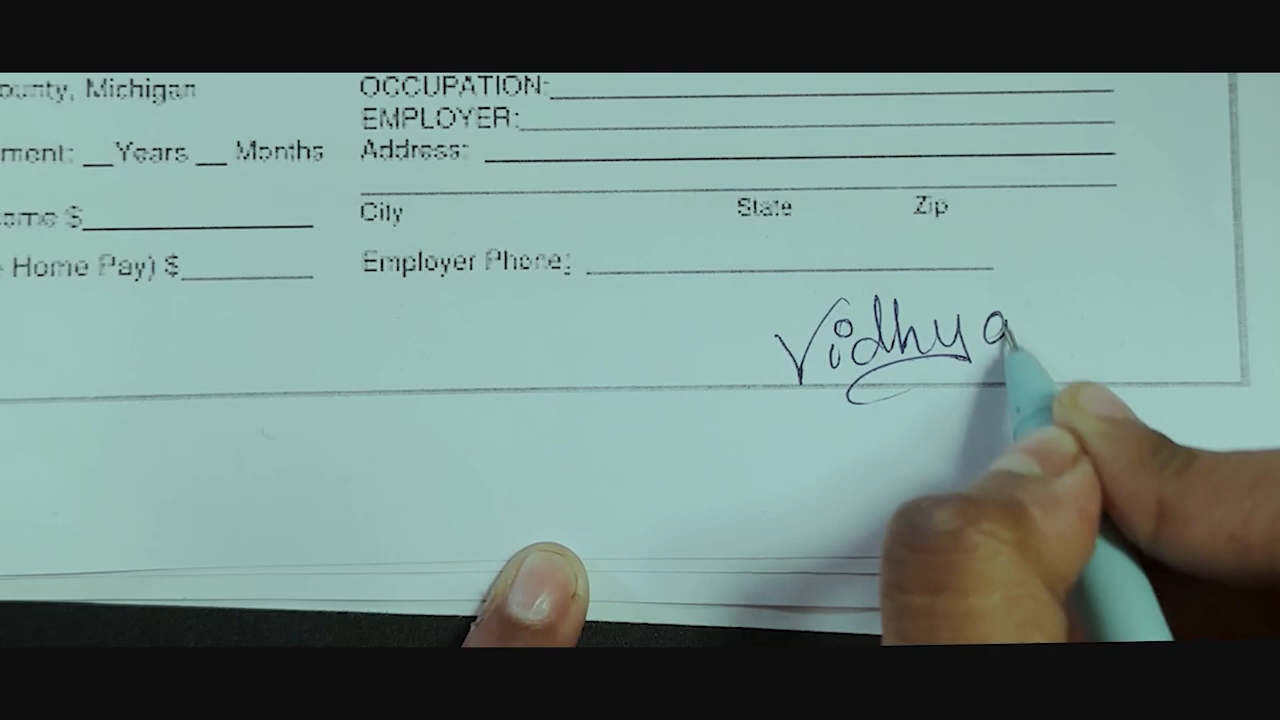 ounty, Michigan
OCCUPATION:
EMPLOYER:
ment: __Years __ Months
Address:
ome $
City State Zip
Home Pay) $
Employer Phone:
Vidhya